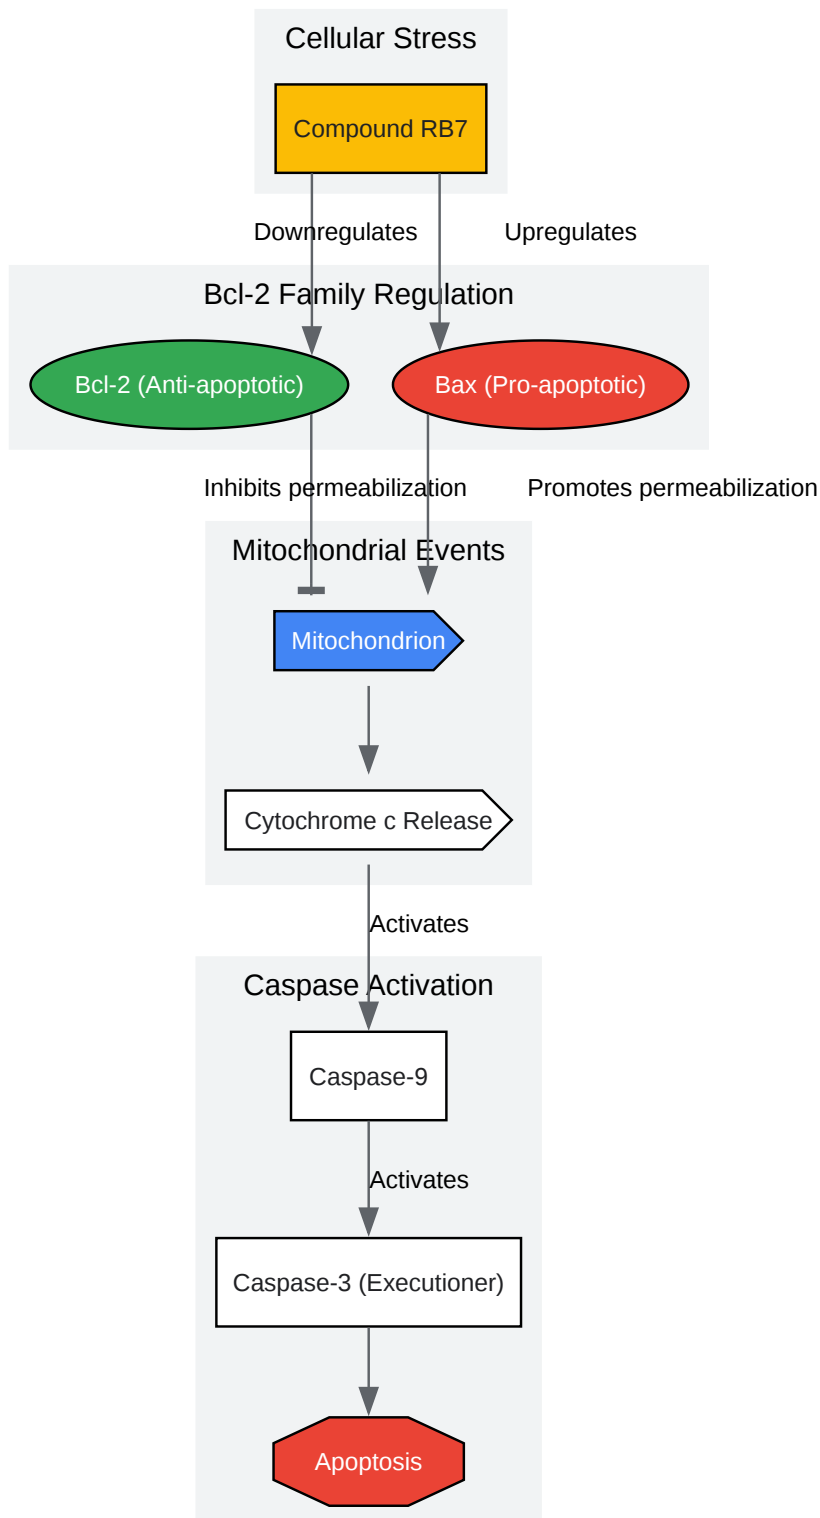 Cellular Stress
Compound RB7
Downregulates
Upregulates
Bcl-2 Family Regulation
Bcl-2 (Anti-apoptotic)
Bax (Pro-apoptotic)
Inhibits permeabilization
Promotes permeabilization
Mitochondrial Events
Mitochondrion
Cytochrome c Release
Activates
Caspase Activation
Caspase-9
Activates
Caspase-3 (Executioner)
Apoptosis